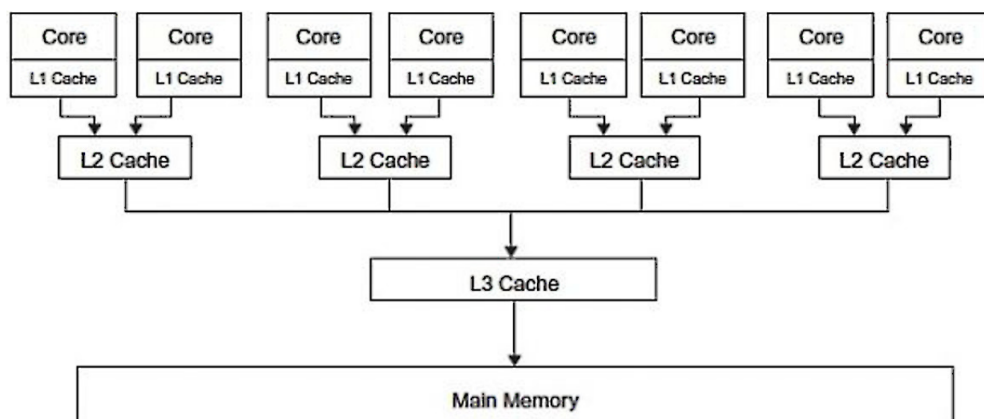 Core Core Core Core Core Core Core Core
L1 Cache L1 Cache L1 Cache L1 Cache L1 Cache L1 Cache L1 Cache L1 Cache
L2 Cache L2 Cache L2 Cache L2 Cache
L3 Cache
Main Memory